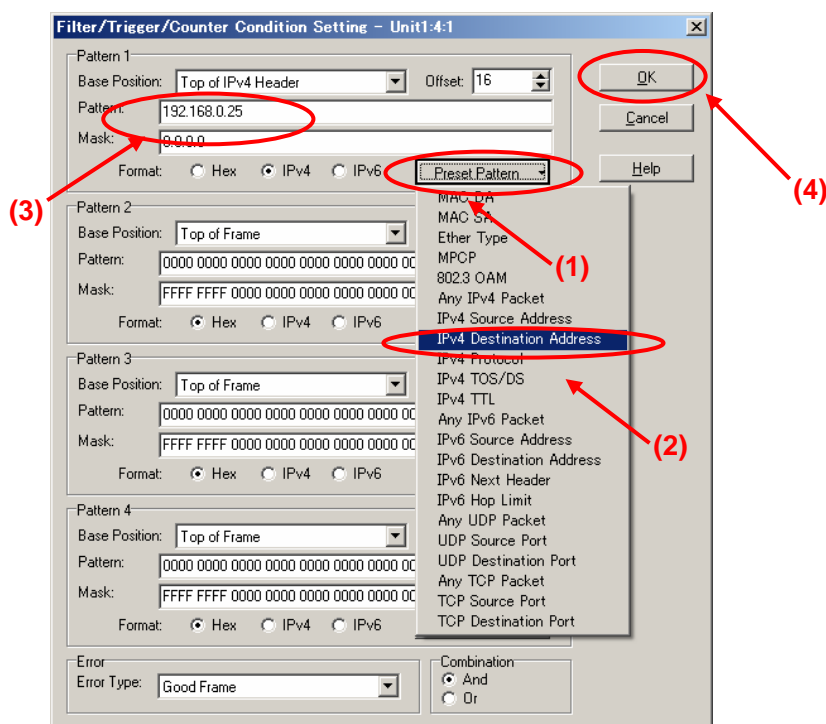 Filter/Trigger/Counter Condition Setting - Unit1:4:1
Pattern 1
Base Position: Top of IPv4 Header Offset: 16
Pattern: 192.168.0.25
Mask: 0.0.0.0
Format: Hex IPv4 IPv6 Preset Pattern
OK
Cancel
Help
(1)
(2)
(3)
(4)
MAC DA
MAC SA
Ether Type
MPCP
802.3 OAM
Any IPv4 Packet
IPv4 Source Address
IPv4 Destination Address
IPv4 Protocol
IPv4 TOS/DS
IPv4 TTL
Any IPv6 Packet
IPv6 Source Address
IPv6 Destination Address
IPv6 Next Header
IPv6 Hop Limit
Any UDP Packet
UDP Source Port
UDP Destination Port
Any TCP Packet
TCP Source Port
TCP Destination Port
Pattern 2
Base Position: Top of Frame
Pattern: 0000 0000 0000 0000 0000 0000 0000 00
Mask: FFFF FFFF 0000 0000 0000 0000 0000 00
Format: Hex IPv4 IPv6
Pattern 3
Base Position: Top of Frame
Pattern: 0000 0000 0000 0000 0000 0000 0000 00
Mask: FFFF FFFF 0000 0000 0000 0000 0000 00
Format: Hex IPv4 IPv6
Pattern 4
Base Position: Top of Frame
Pattern: 0000 0000 0000 0000 0000 0000 0000 00
Mask: FFFF FFFF 0000 0000 0000 0000 0000 00
Format: Hex IPv4 IPv6
Error
Error Type: Good Frame
Combination
And
Or